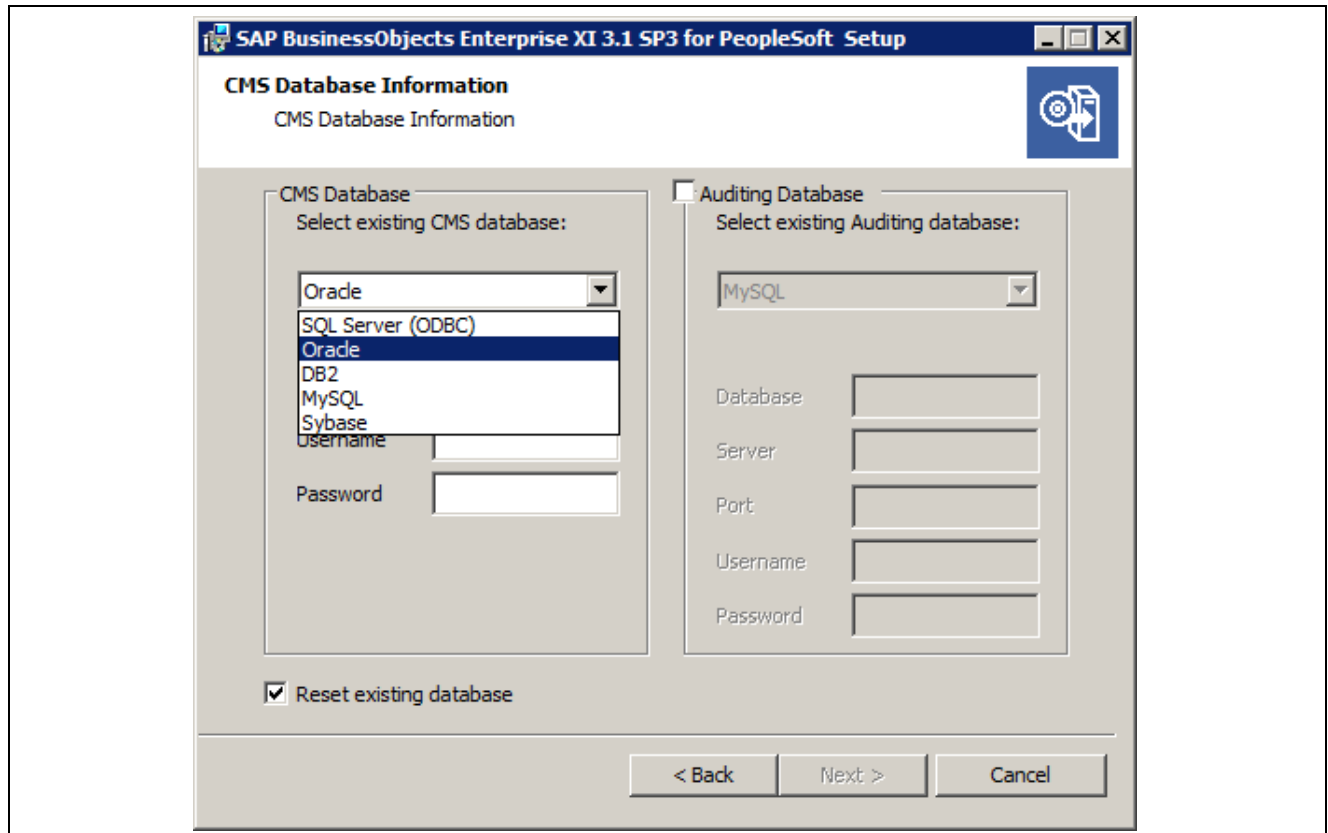 SAP BusinessObjects Enterprise XI 3.1 SP3 for PeopleSoft Setup
CMS Database Information
CMS Database Information
CMS Database
Select existing CMS database:
Oracle
SQL Server (ODBC)
Oracle
DB2
MySQL
Sybase
Username
Password
Auditing Database
Select existing Auditing database:
MySQL
Database
Server
Port
Username
Password
Reset existing database
< Back
Next >
Cancel